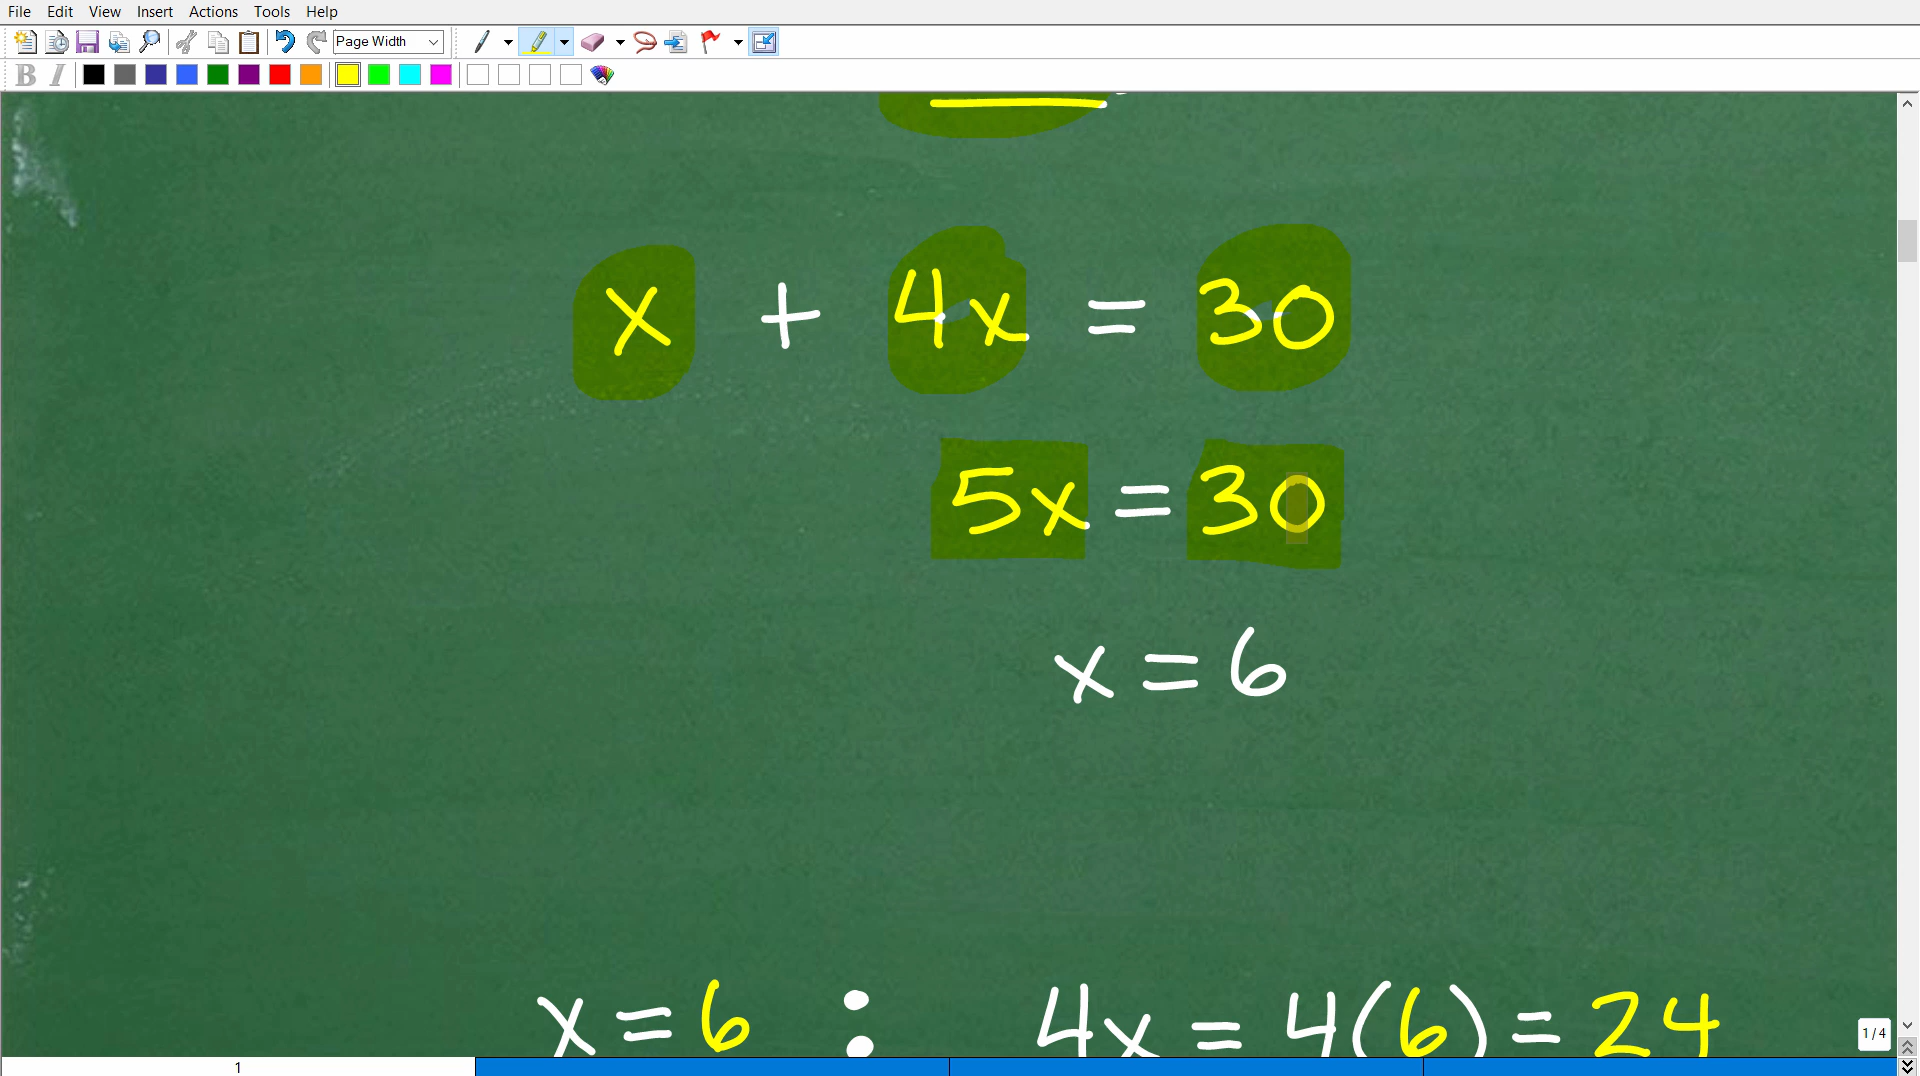 File Edit View Insert Actions Tools Help
Page Width
B I
x + 4x = 30
5x = 30
x = 6
x = 6 : 4x = 4(6) = 24
1 / 4
1